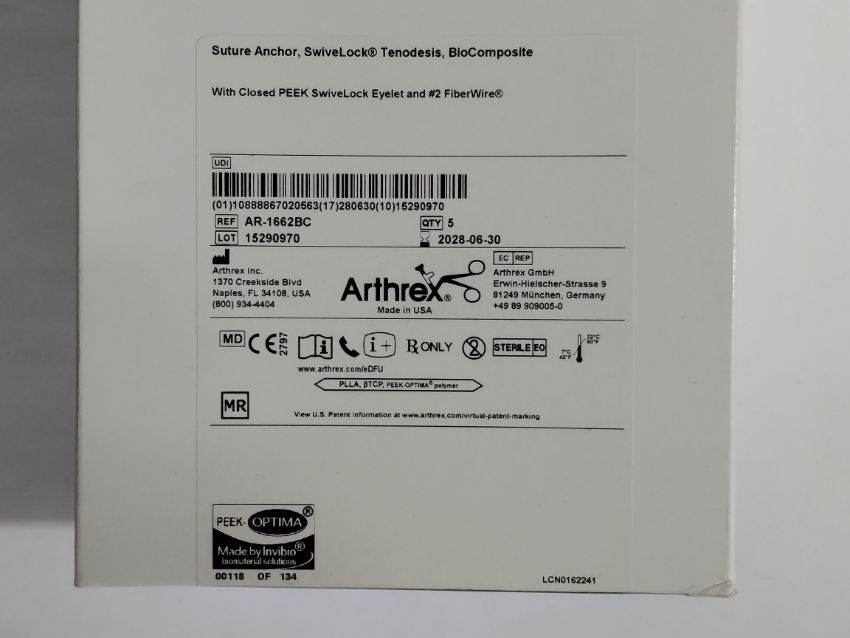 Suture Anchor, SwiveLock® Tenodesis, BioComposite
With Closed PEEK SwiveLock Eyelet and #2 FiberWire®
UDI
(01)10888867020563(17)280630(10)15290970
REF AR-1662BC
QTY 5
LOT 15290970
2028-06-30
Arthrex Inc.
1370 Creekside Blvd
Naples, FL 34108, USA
(800) 934-4404
Arthrex®
Made in USA
EC REP
Arthrex GmbH
Erwin-Hielscher-Strasse 9
81249 München, Germany
+49 89 909005-0
MD CE 2797 i i+ Rx ONLY 2 STERILE EO 7°C 45°F 32°C 90°F
www.arthrex.com/eDFU
PLLA, βTCP, PEEK-OPTIMA® polymer
MR
View U.S. Patent information at www.arthrex.com/virtual-patent-marking
PEEK-OPTIMA®
Made by Invibio®
biomaterial solutions
00118 OF 134
LCN0162241